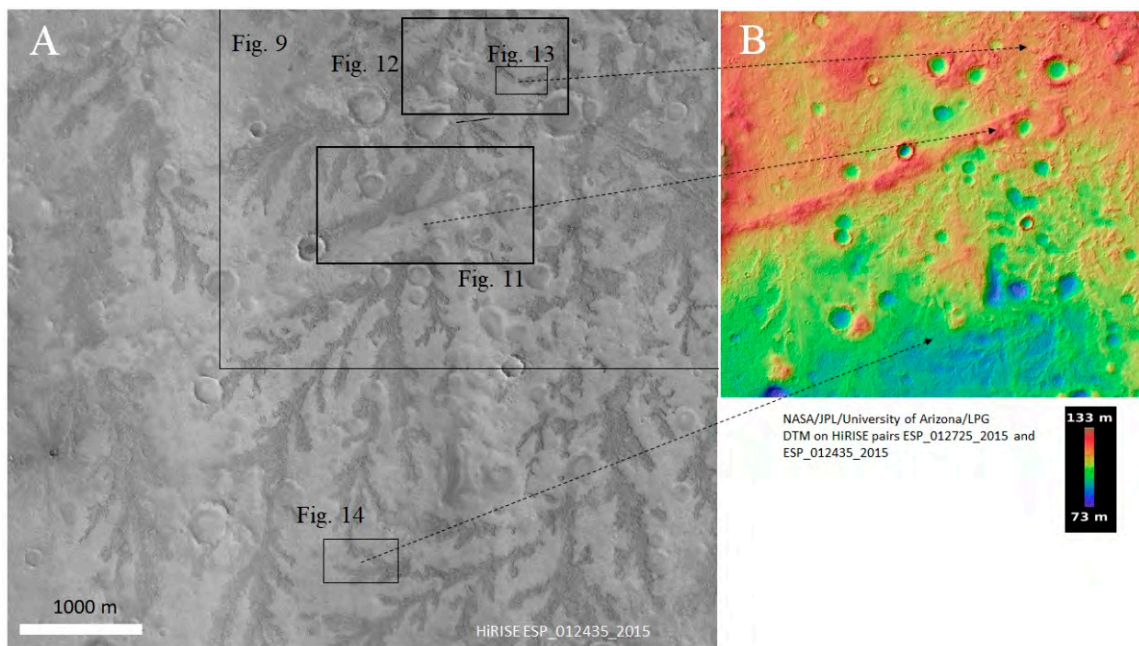 A
B
Fig. 9
Fig. 12
Fig. 13
Fig. 11
Fig. 14
1000 m
HiRISE ESP_012435_2015
NASA/JPL/University of Arizona/LPG
DTM on HiRISE pairs ESP_012725_2015 and
ESP_012435_2015
133 m
73 m